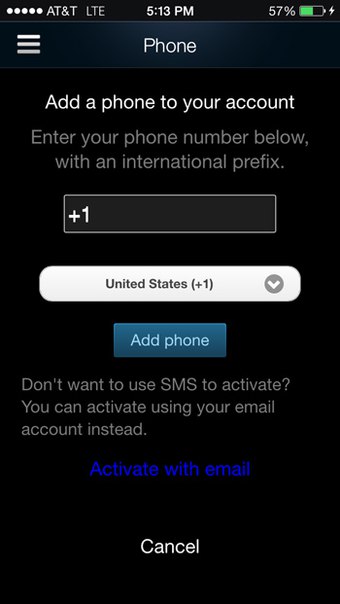 AT&T LTE 5:13 PM 57%
Phone
Add a phone to your account
Enter your phone number below,
with an international prefix.
+1
United States (+1)
Add phone
Don't want to use SMS to activate?
You can activate using your email
account instead.
Activate with email
Cancel